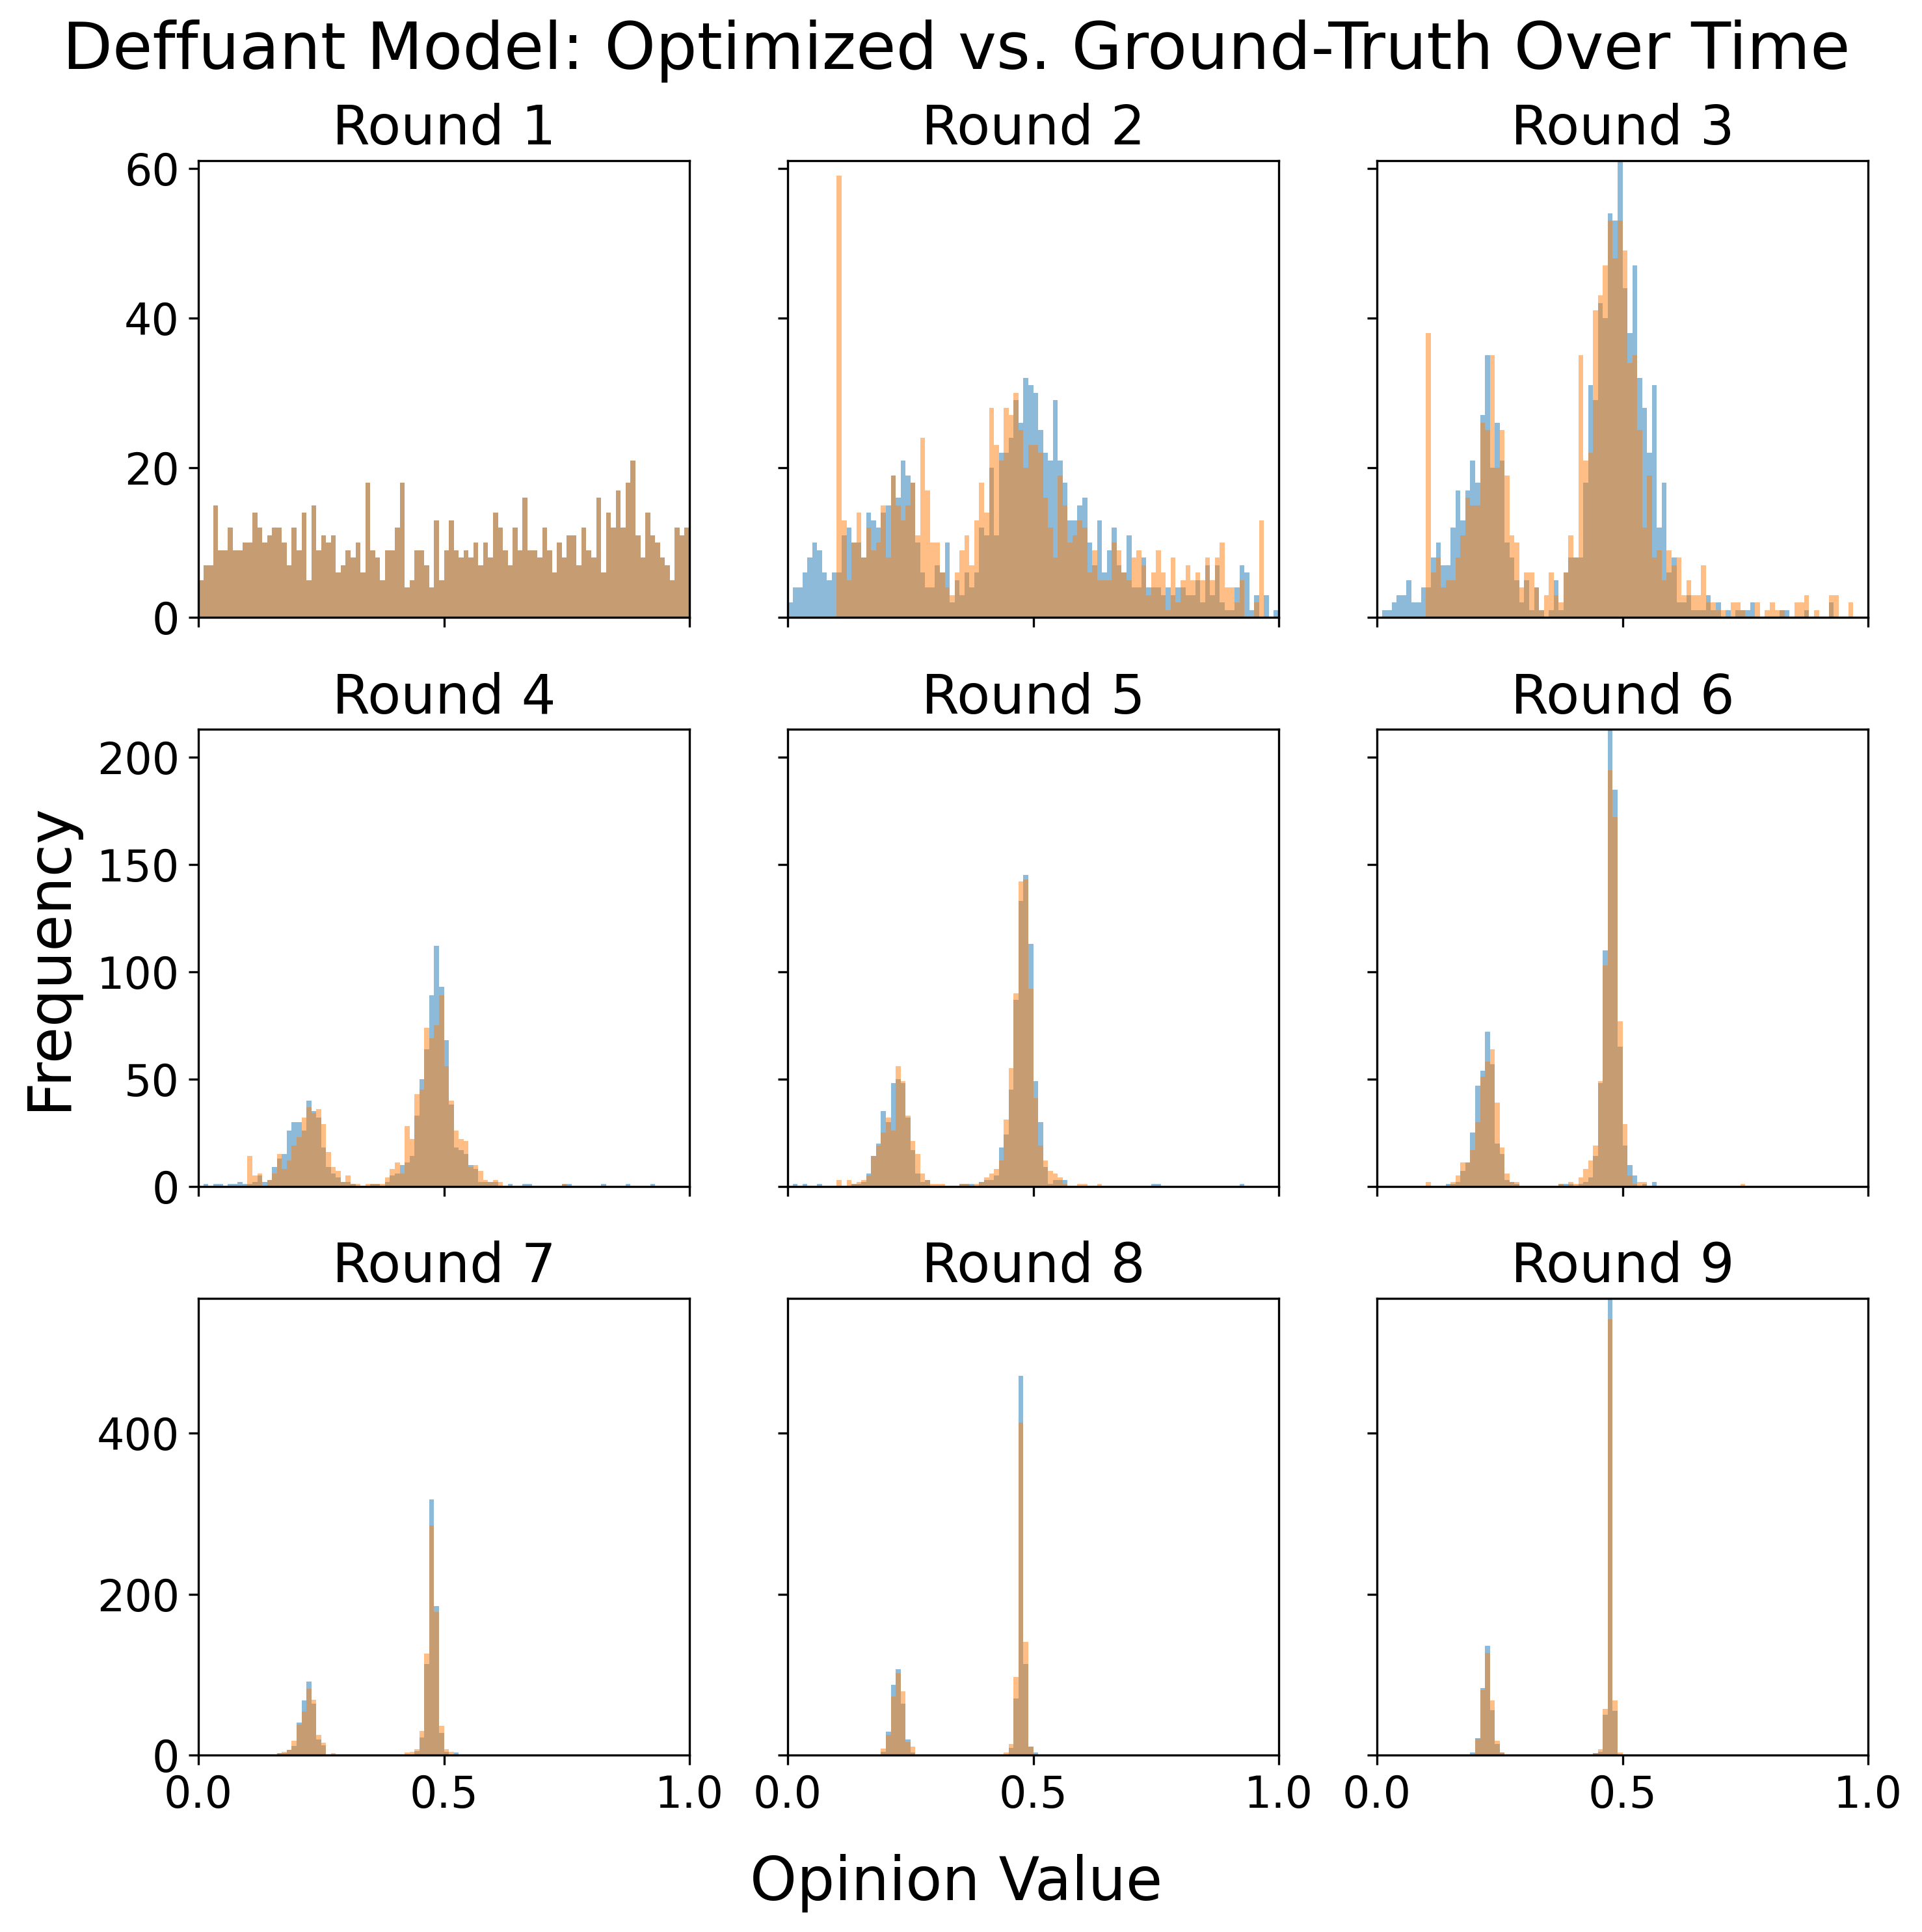 Deffuant Model: Optimized vs. Ground-Truth Over Time
Round 1
Round 2
Round 3
60
40
20
0
Round 4
Round 5
Round 6
200
150
100
50
0
Frequency
Round 7
Round 8
Round 9
400
200
0
0.0 0.5 1.0 0.0 0.5 1.0 0.0 0.5 1.0
Opinion Value